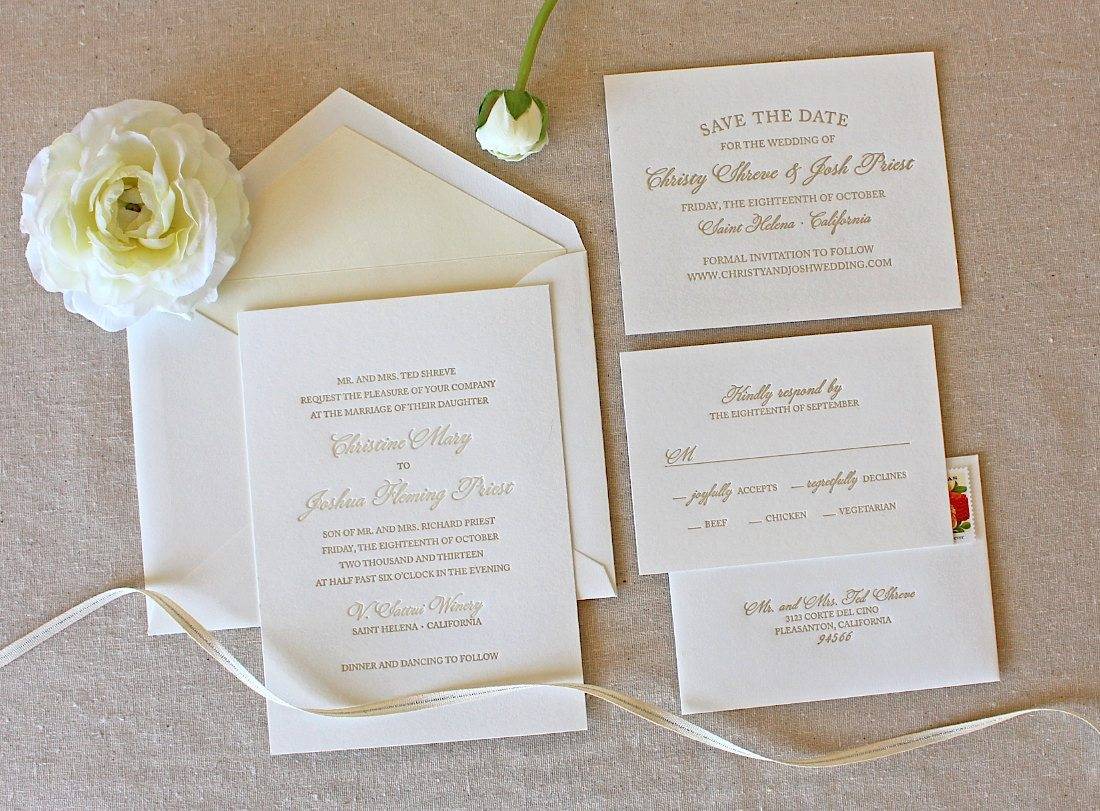 MR. AND MRS. TED SHREVE
REQUEST THE PLEASURE OF YOUR COMPANY
AT THE MARRIAGE OF THEIR DAUGHTER
Christine Mary
TO
Joshua Fleming Priest
SON OF MR. AND MRS. RICHARD PRIEST
FRIDAY, THE EIGHTEENTH OF OCTOBER
TWO THOUSAND AND THIRTEEN
AT HALF PAST SIX O'CLOCK IN THE EVENING
V. Sattui Winery
SAINT HELENA • CALIFORNIA
DINNER AND DANCING TO FOLLOW
SAVE THE DATE
FOR THE WEDDING OF
Christy Shreve & Josh Priest
FRIDAY, THE EIGHTEENTH OF OCTOBER
Saint Helena • California
FORMAL INVITATION TO FOLLOW
WWW.CHRISTYANDJOSHWEDDING.COM
Kindly respond by
THE EIGHTEENTH OF SEPTEMBER
M
joyfully ACCEPTS regretfully DECLINES
BEEF CHICKEN VEGETARIAN
Mr. and Mrs. Ted Shreve
3123 CORTE DEL CINO
PLEASANTON, CALIFORNIA
94566